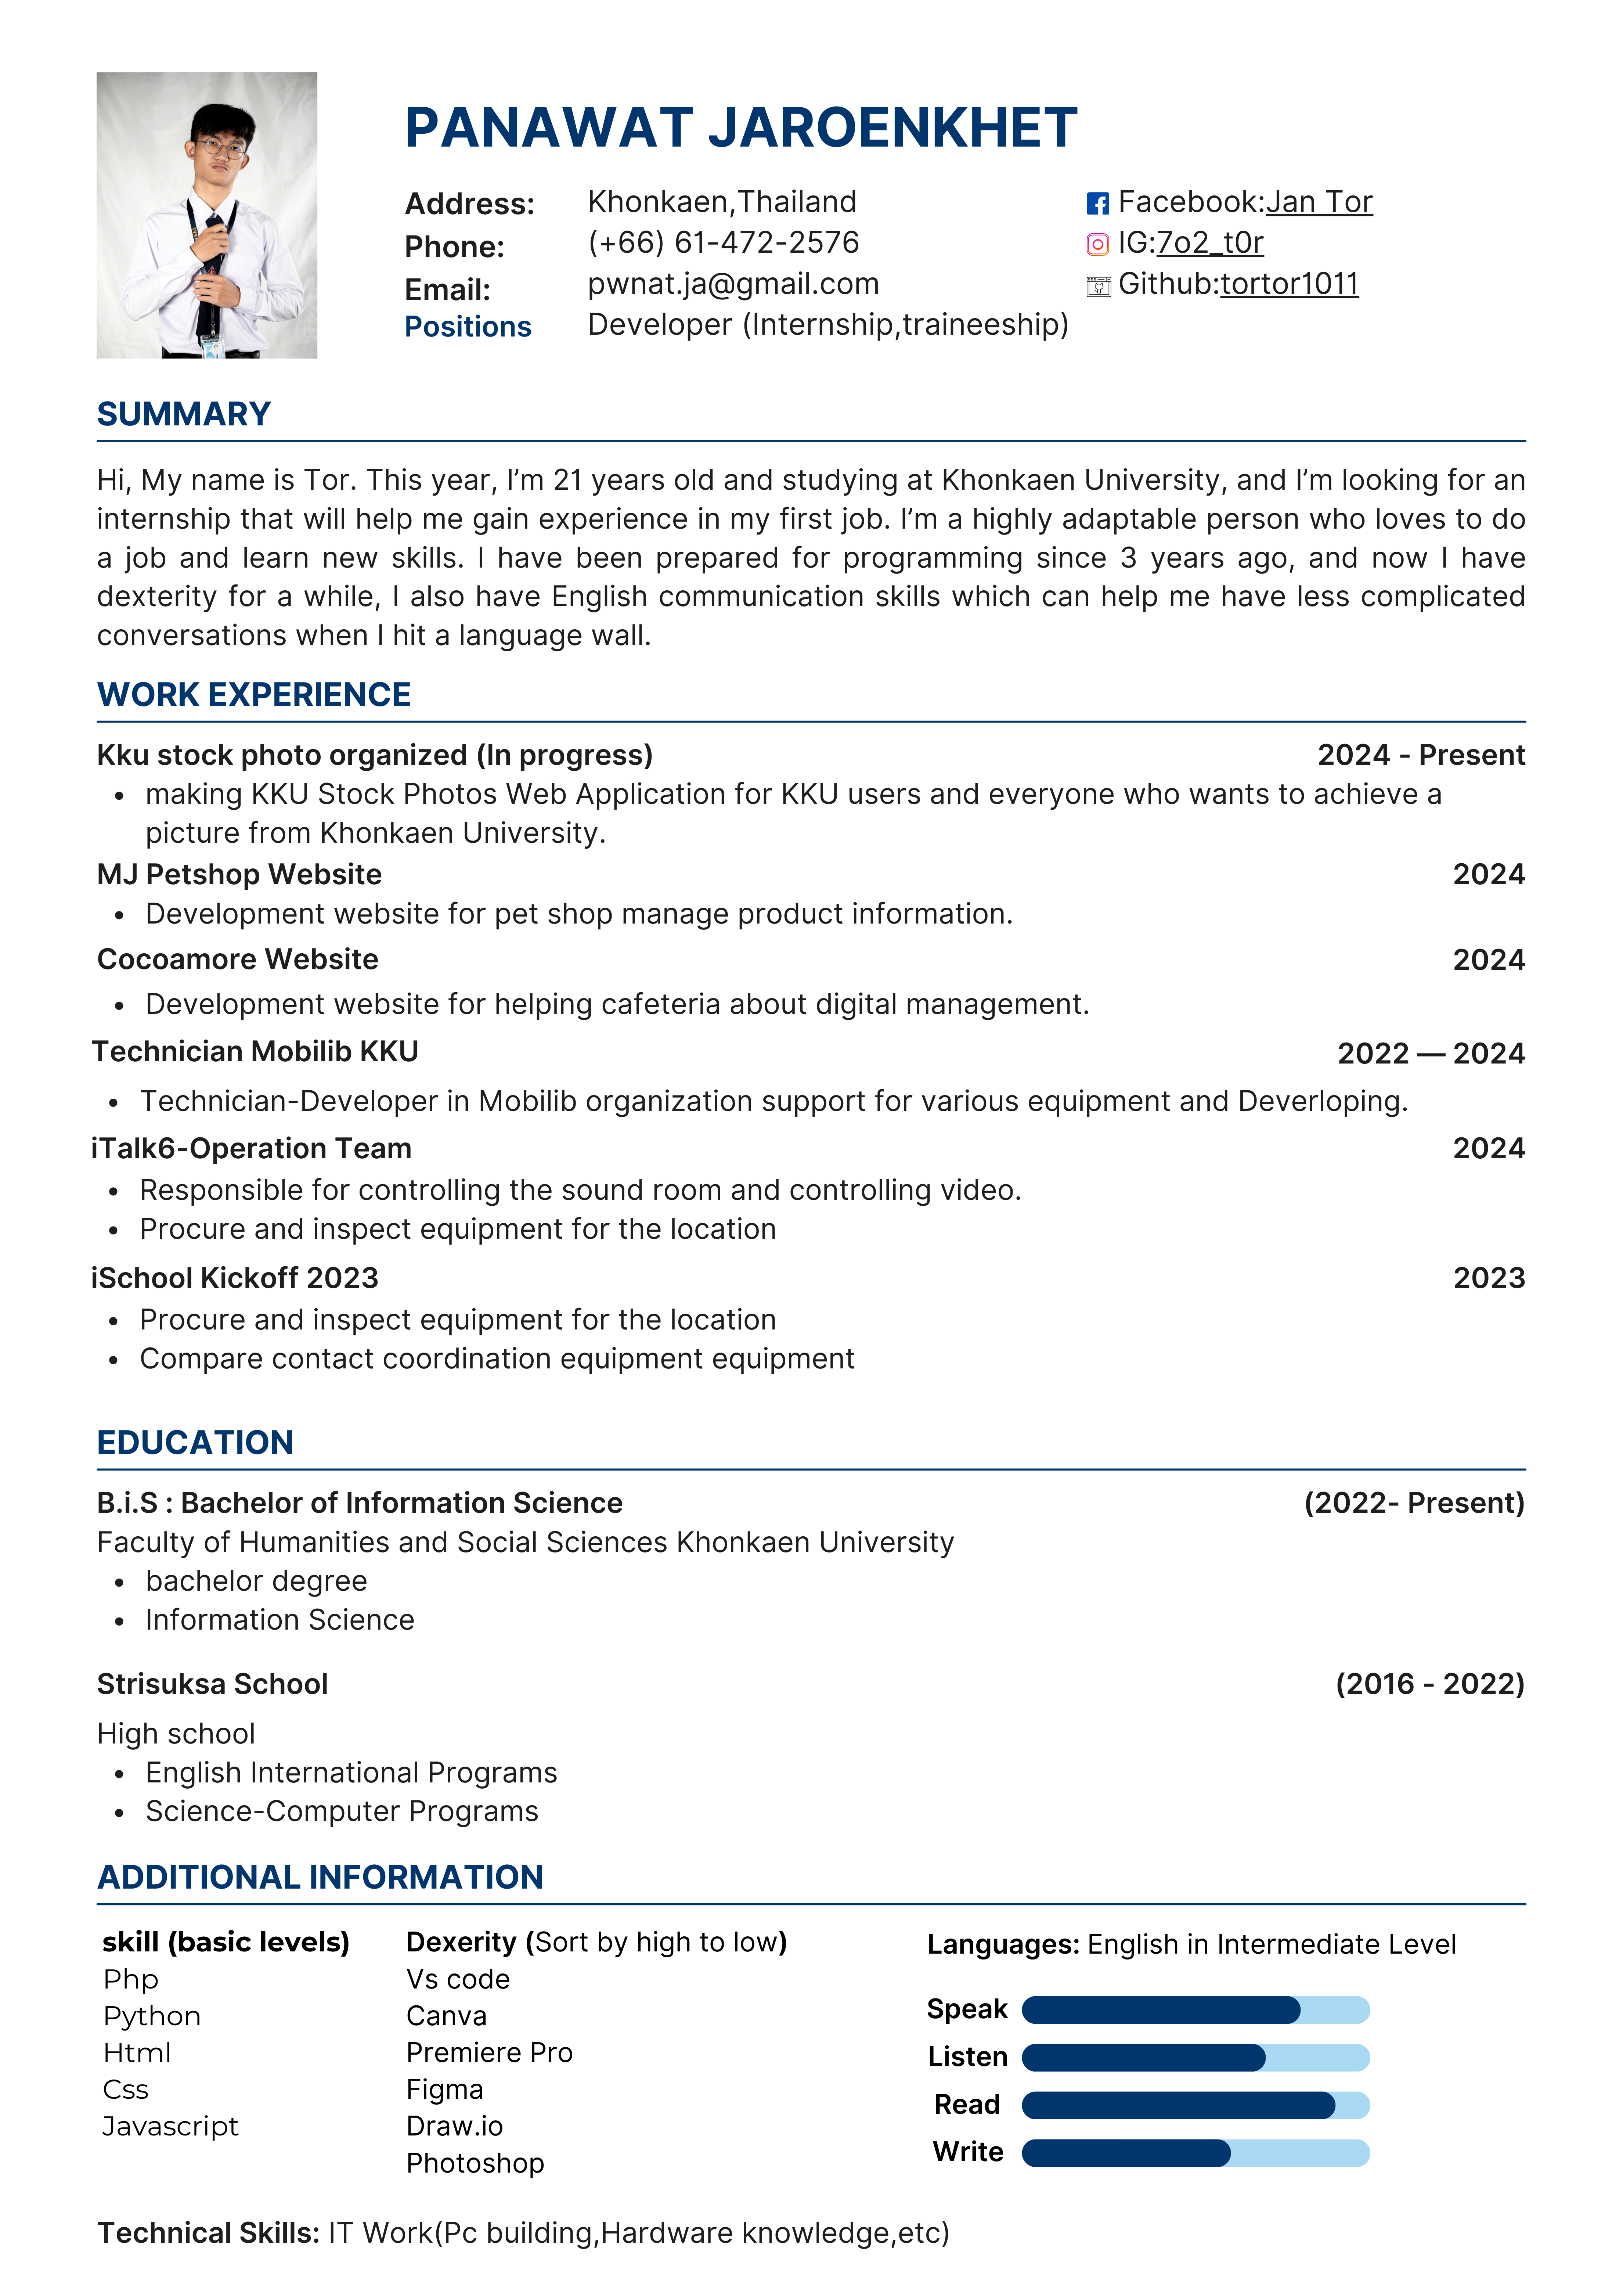 PANAWAT JAROENKHET
Address: Khonkaen,Thailand
Phone: (+66) 61-472-2576
Email: pwnat.ja@gmail.com
Positions Developer (Internship,traineeship)
Facebook:Jan Tor
IG:7o2_t0r
Github:tortor1011
SUMMARY
Hi, My name is Tor. This year, I’m 21 years old and studying at Khonkaen University, and I’m looking for an
internship that will help me gain experience in my first job. I’m a highly adaptable person who loves to do
a job and learn new skills. I have been prepared for programming since 3 years ago, and now I have
dexterity for a while, I also have English communication skills which can help me have less complicated
conversations when I hit a language wall.
WORK EXPERIENCE
Kku stock photo organized (In progress) 2024 - Present
• making KKU Stock Photos Web Application for KKU users and everyone who wants to achieve a
picture from Khonkaen University.
MJ Petshop Website 2024
• Development website for pet shop manage product information.
Cocoamore Website 2024
• Development website for helping cafeteria about digital management.
Technician Mobilib KKU 2022 — 2024
• Technician-Developer in Mobilib organization support for various equipment and Deverloping.
iTalk6-Operation Team 2024
• Responsible for controlling the sound room and controlling video.
• Procure and inspect equipment for the location
iSchool Kickoff 2023 2023
• Procure and inspect equipment for the location
• Compare contact coordination equipment equipment
EDUCATION
B.i.S : Bachelor of Information Science (2022- Present)
Faculty of Humanities and Social Sciences Khonkaen University
• bachelor degree
• Information Science
Strisuksa School (2016 - 2022)
High school
• English International Programs
• Science-Computer Programs
ADDITIONAL INFORMATION
skill (basic levels)
Php
Python
Html
Css
Javascript
Dexerity (Sort by high to low)
Vs code
Canva
Premiere Pro
Figma
Draw.io
Photoshop
Languages: English in Intermediate Level
Speak
Listen
Read
Write
Technical Skills: IT Work(Pc building,Hardware knowledge,etc)